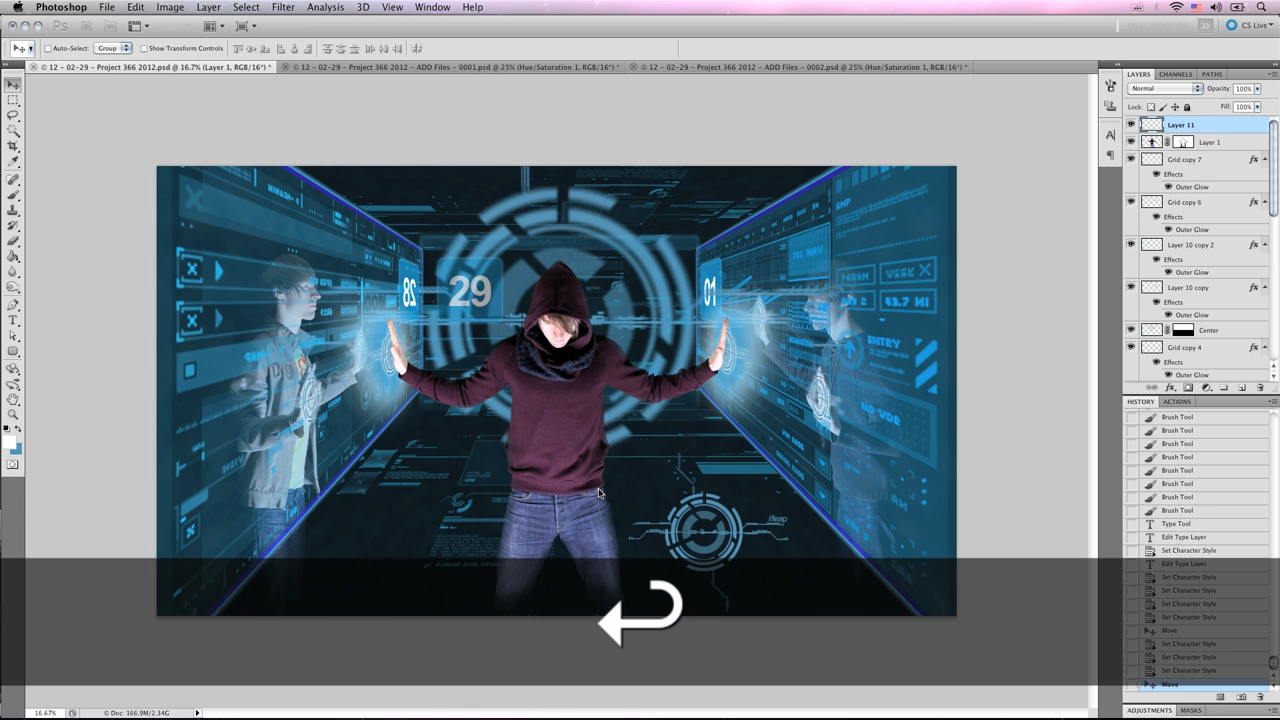 Photoshop File Edit Image Layer Select Filter Analysis 3D View Window Help
CS Live
Auto-Select: Group Show Transform Controls
© 12 - 02-29 - Project 366 2012.psd @ 16.7% (Layer 1, RGB/16*) *
© 12 - 02-29 - Project 366 2012 - ADD Files - 0001.psd @ 25% (Hue/Saturation 1, RGB/16*) *
© 12 - 02-29 - Project 366 2012 - ADD Files - 0002.psd @ 25% (Hue/Saturation 1, RGB/16*) *
LAYERS CHANNELS PATHS
Normal Opacity: 100%
Lock: Fill: 100%
Layer 11
Layer 1
Grid copy 7
Effects
Outer Glow
Grid copy 6
Effects
Outer Glow
Layer 10 copy 2
Effects
Outer Glow
Layer 10 copy
Effects
Outer Glow
Center
Grid copy 4
Effects
Outer Glow
HISTORY ACTIONS
Brush Tool
Brush Tool
Brush Tool
Brush Tool
Brush Tool
Brush Tool
Brush Tool
Brush Tool
Type Tool
Edit Type Layer
Set Character Style
Edit Type Layer
Set Character Style
Set Character Style
Set Character Style
Set Character Style
Move
Set Character Style
Set Character Style
Set Character Style
Move
ADJUSTMENTS MASKS
28
29
01
ENTRY
16.67%
© Doc: 166.9M/2.34G